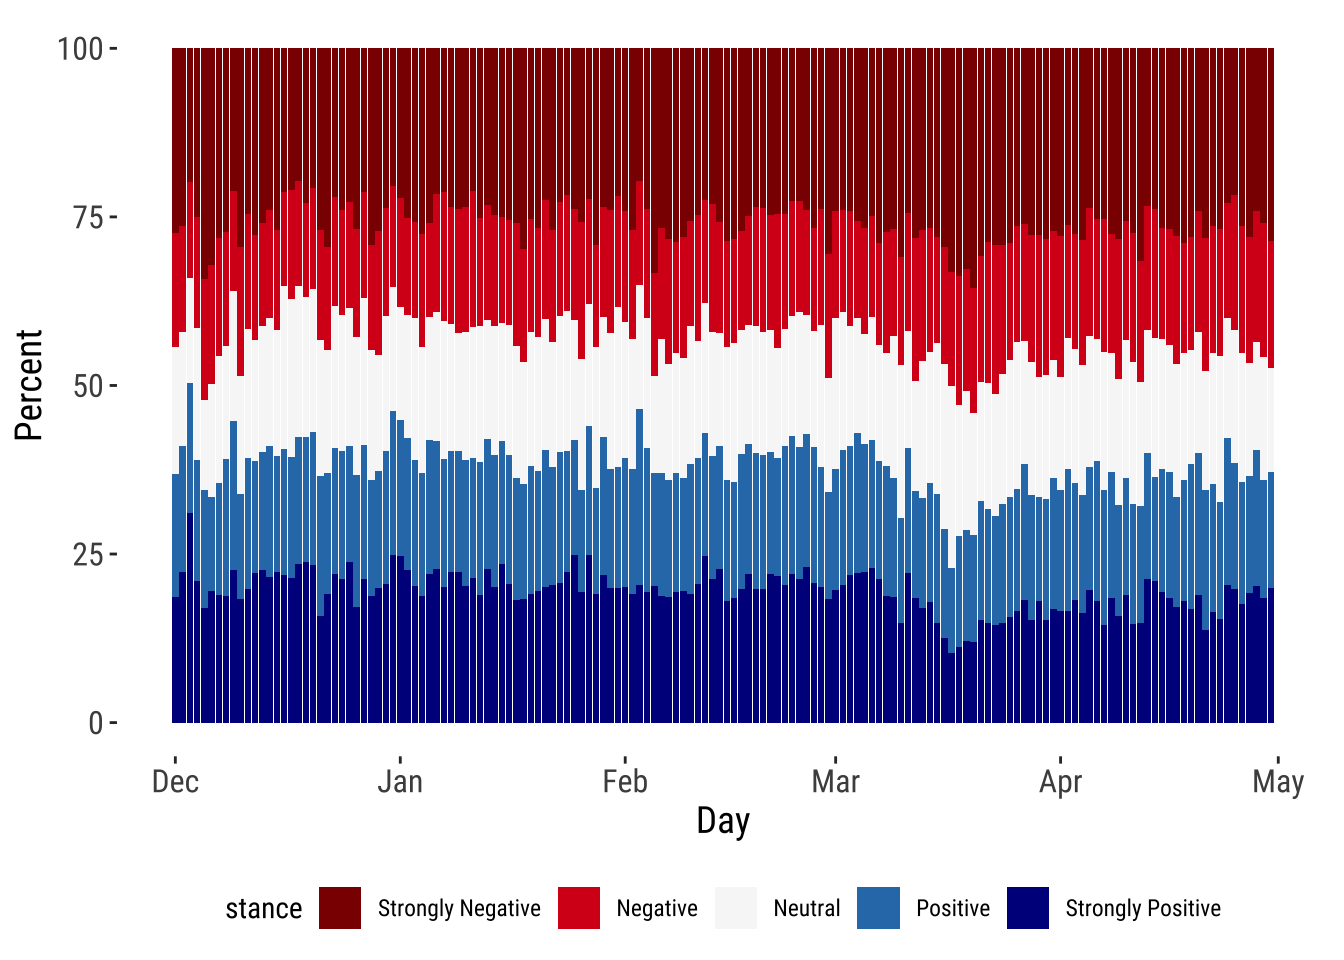 100
75
50
25
0
Percent
Dec Jan Feb Mar Apr May
Day
stance Strongly Negative Negative Neutral Positive Strongly Positive